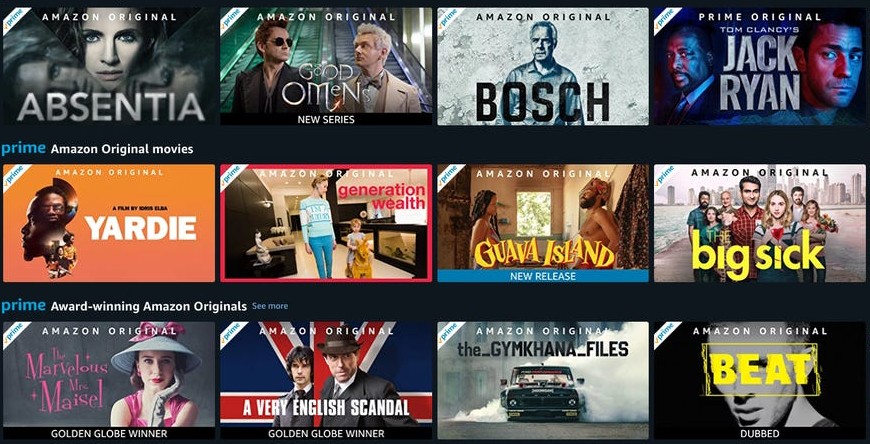 prime
AMAZON ORIGINAL
ABSENTIA
prime
AMAZON ORIGINAL
GOOD
OMENS
NEW SERIES
prime
AMAZON ORIGINAL
BOSCH
prime
PRIME ORIGINAL
TOM CLANCY'S
JACK
RYAN
prime Amazon Original movies
prime
AMAZON ORIGINAL
A FILM BY IDRIS ELBA
YARDIE
prime
AMAZON ORIGINAL
generation
wealth
prime
AMAZON ORIGINAL
GUAVA ISLAND
NEW RELEASE
prime
AMAZON ORIGINAL
THE
big sick
prime Award-winning Amazon Originals See more
prime
AMAZON ORIGINAL
The
Marvelous
Mrs.
Maisel
GOLDEN GLOBE WINNER
prime
AMAZON ORIGINAL
A VERY ENGLISH SCANDAL
GOLDEN GLOBE WINNER
prime
AMAZON ORIGINAL
the_GYMKHANA_FILES
prime
AMAZON ORIGINAL
BEAT
DUBBED